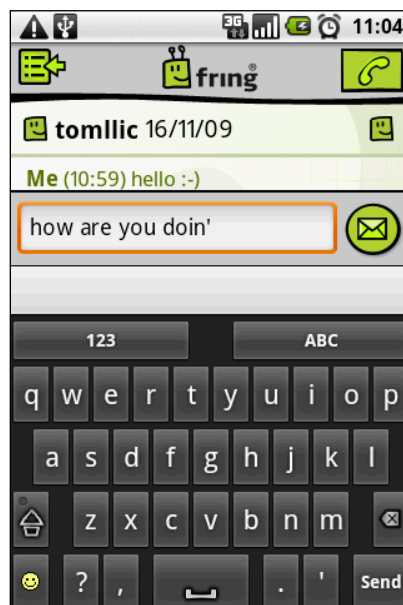 3G 11:04
fring®
tomllic 16/11/09
Me (10:59) hello :-)
how are you doin'
123 ABC
q w e r t y u i o p
a s d f g h j k l
z x c v b n m
? , . ' Send